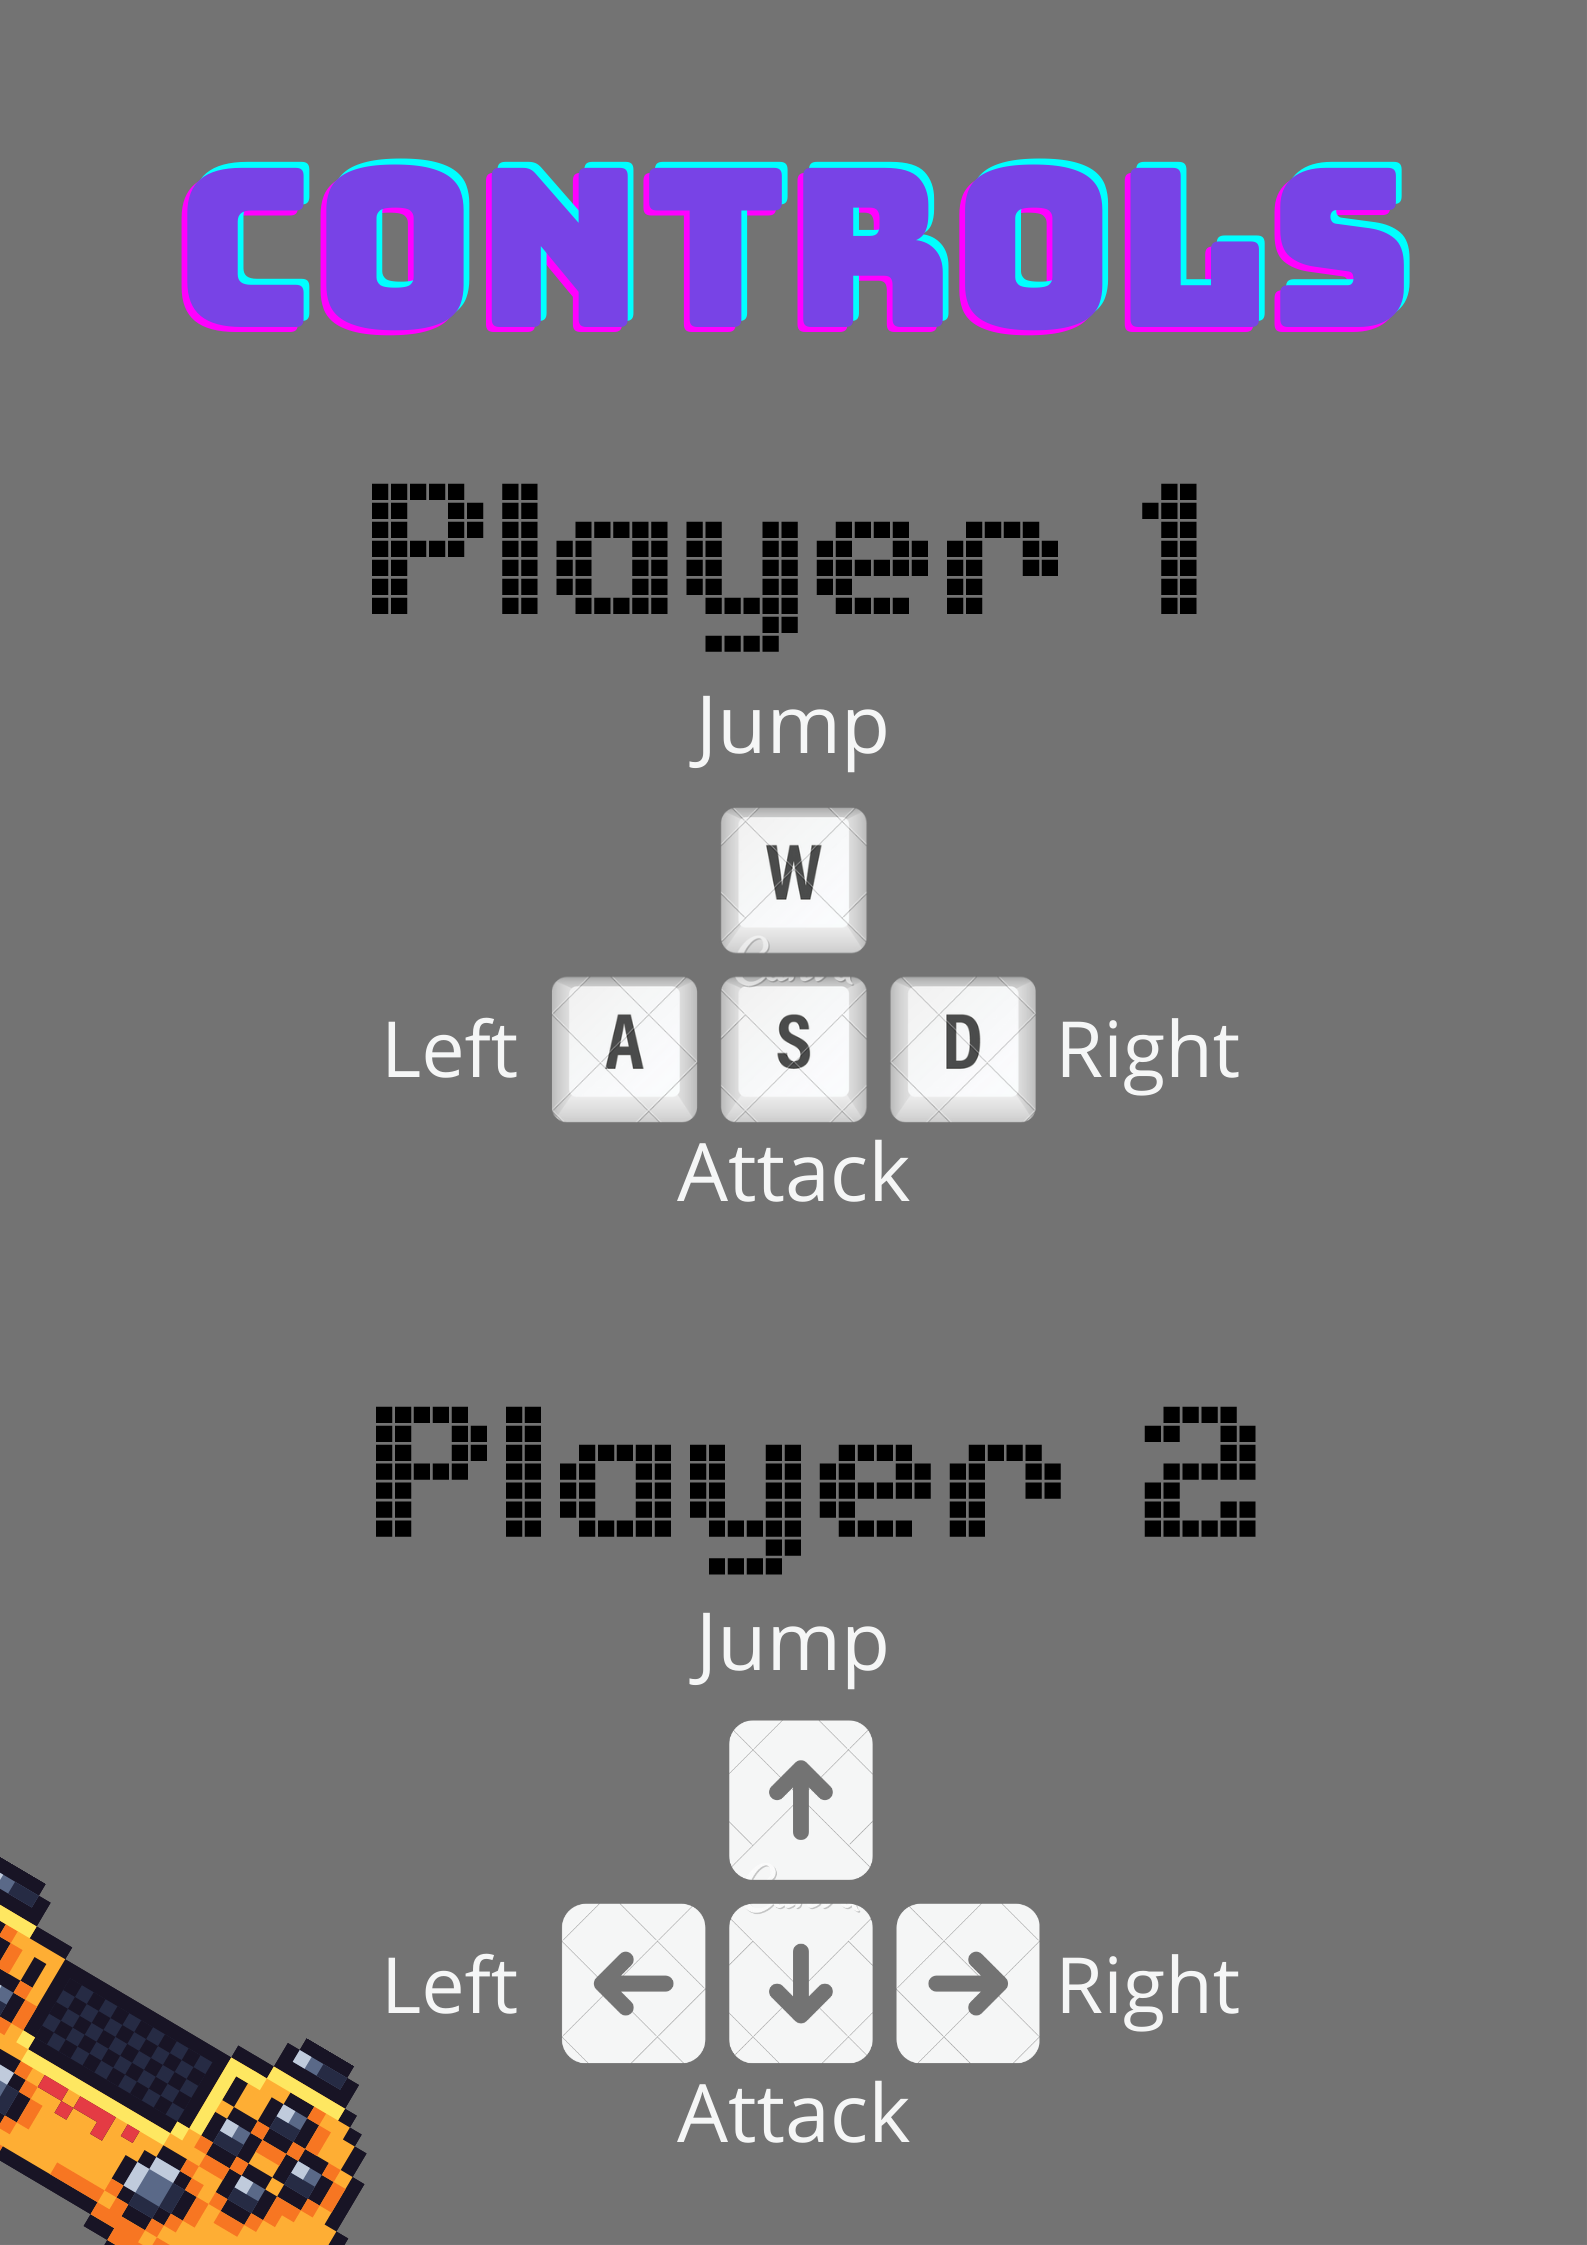 CONTROLS
Player 1
Jump
W
Left A S D Right
Attack
Player 2
Jump
↑
Left ← ↓ → Right
Attack